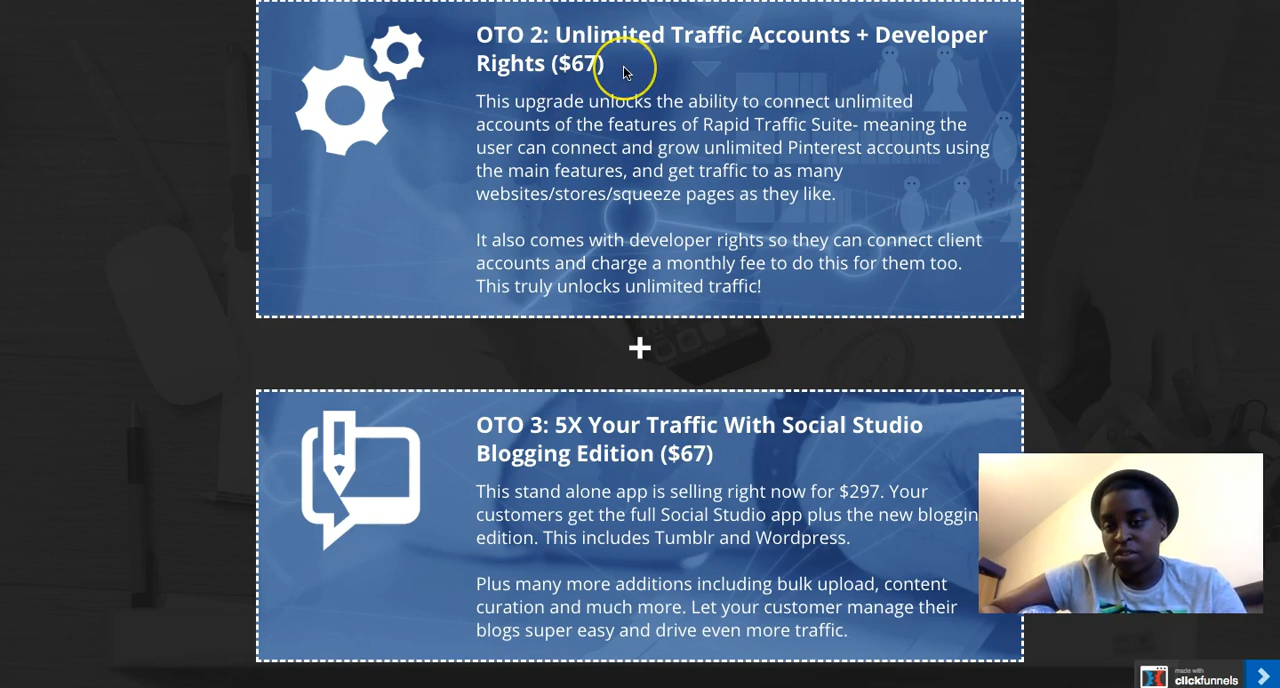 OTO 2: Unlimited Traffic Accounts + Developer
Rights ($67)
This upgrade unlocks the ability to connect unlimited
accounts of the features of Rapid Traffic Suite- meaning the
user can connect and grow unlimited Pinterest accounts using
the main features, and get traffic to as many
websites/stores/squeeze pages as they like.
It also comes with developer rights so they can connect client
accounts and charge a monthly fee to do this for them too.
This truly unlocks unlimited traffic!
+
OTO 3: 5X Your Traffic With Social Studio
Blogging Edition ($67)
This stand alone app is selling right now for $297. Your
customers get the full Social Studio app plus the new bloggin
edition. This includes Tumblr and Wordpress.
Plus many more additions including bulk upload, content
curation and much more. Let your customer manage their
blogs super easy and drive even more traffic.
made with
clickfunnels